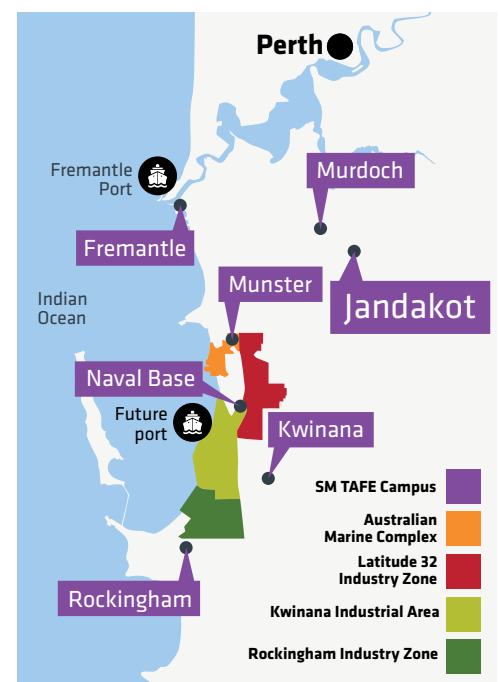 Perth
Fremantle
Port
Murdoch
Fremantle
Munster
Jandakot
Indian
Ocean
Naval Base
Future
port
Kwinana
SM TAFE Campus
Australian
Marine Complex
Latitude 32
Industry Zone
Kwinana Industrial Area
Rockingham
Rockingham Industry Zone